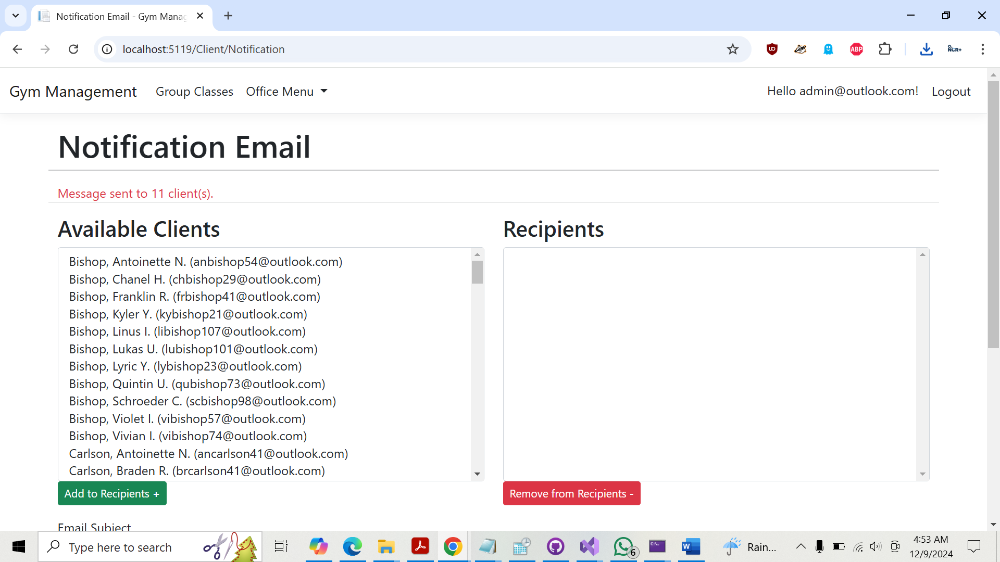 Notification Email - Gym Manag
localhost:5119/Client/Notification
Gym Management
Group Classes
Office Menu
Hello admin@outlook.com!
Logout
Notification Email
Message sent to 11 client(s).
Available Clients
Bishop, Antoinette N. (anbishop54@outlook.com)
Bishop, Chanel H. (chbishop29@outlook.com)
Bishop, Franklin R. (frbishop41@outlook.com)
Bishop, Kyler Y. (kybishop21@outlook.com)
Bishop, Linus I. (libishop107@outlook.com)
Bishop, Lukas U. (lubishop101@outlook.com)
Bishop, Lyric Y. (lybishop23@outlook.com)
Bishop, Quintin U. (qubishop73@outlook.com)
Bishop, Schroeder C. (scbishop98@outlook.com)
Bishop, Violet I. (vibishop57@outlook.com)
Bishop, Vivian I. (vibishop74@outlook.com)
Carlson, Antoinette N. (ancarlson41@outlook.com)
Carlson, Braden R. (brcarlson41@outlook.com)
Add to Recipients +
Recipients
Remove from Recipients -
Email Subject
Type here to search
6
Rain...
4:53 AM
12/9/2024
ABP
NCR+